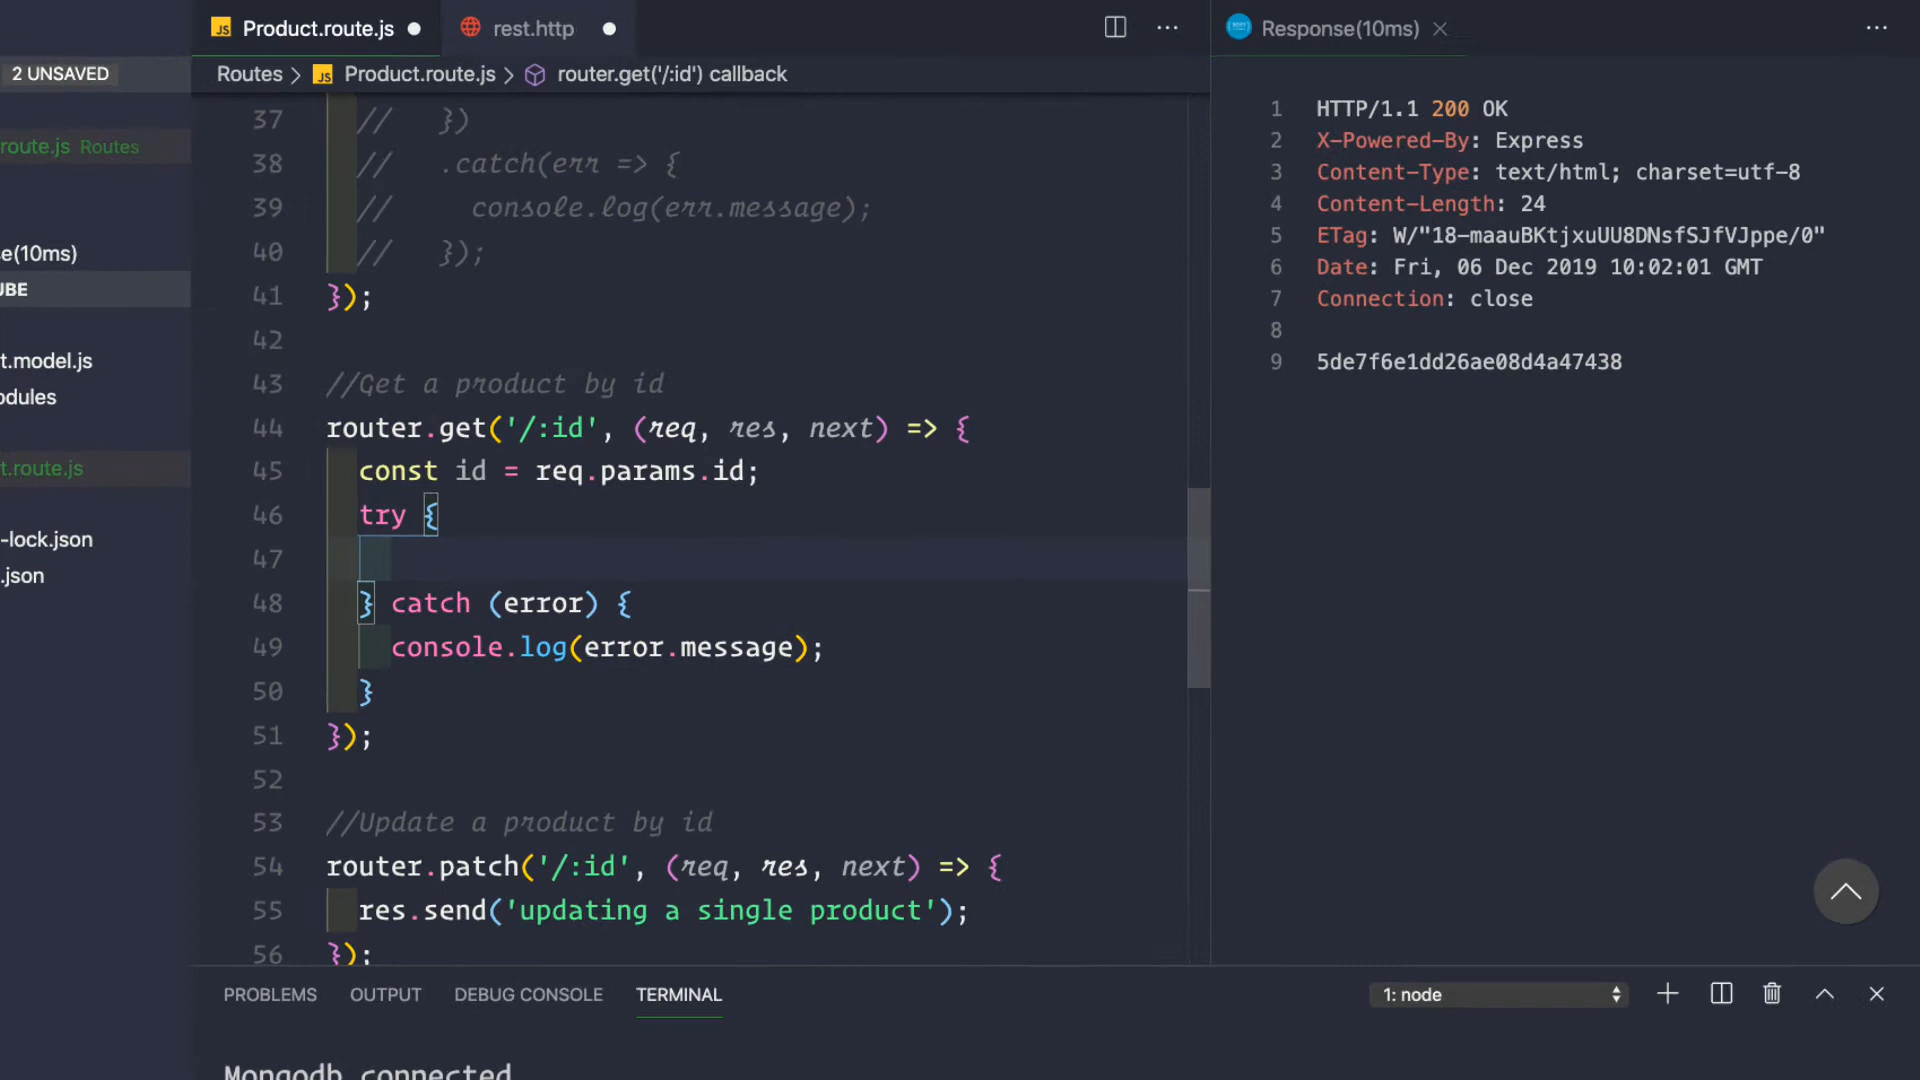 JS Product.route.js
rest.http
Response(10ms)
2 UNSAVED
Routes > JS Product.route.js > router.get('/:id') callback
route.js Routes
e(10ms)
UBE
t.model.js
odules
t.route.js
-lock.json
.json
37 //   })
38 //   .catch(err => {
39 //     console.log(err.message);
40 //   });
41 });
42
43 //Get a product by id
44 router.get('/:id', (req, res, next) => {
45   const id = req.params.id;
46   try {
47
48   } catch (error) {
49     console.log(error.message);
50   }
51 });
52
53 //Update a product by id
54 router.patch('/:id', (req, res, next) => {
55   res.send('updating a single product');
56 });
1 HTTP/1.1 200 OK
2 X-Powered-By: Express
3 Content-Type: text/html; charset=utf-8
4 Content-Length: 24
5 ETag: W/"18-maauBKtjxuUU8DNsfSJfVJppe/0"
6 Date: Fri, 06 Dec 2019 10:02:01 GMT
7 Connection: close
8
9 5de7f6e1dd26ae08d4a47438
PROBLEMS OUTPUT DEBUG CONSOLE TERMINAL
1: node
Mongodb connected